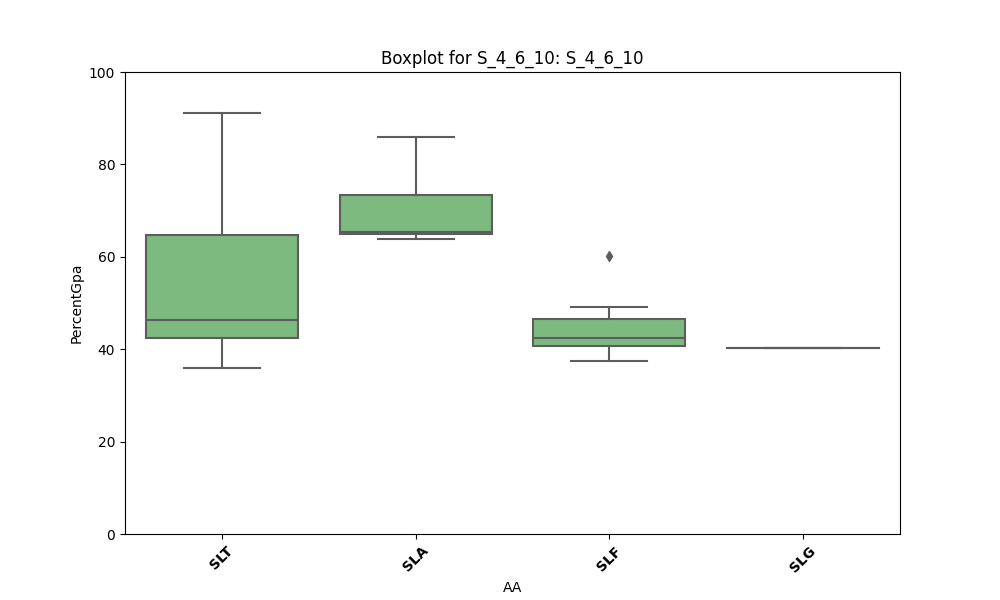 Boxplot for S_4_6_10: S_4_6_10
100
80
60
40
20
0
PercentGpa
SLT
SLA
SLF
SLG
AA